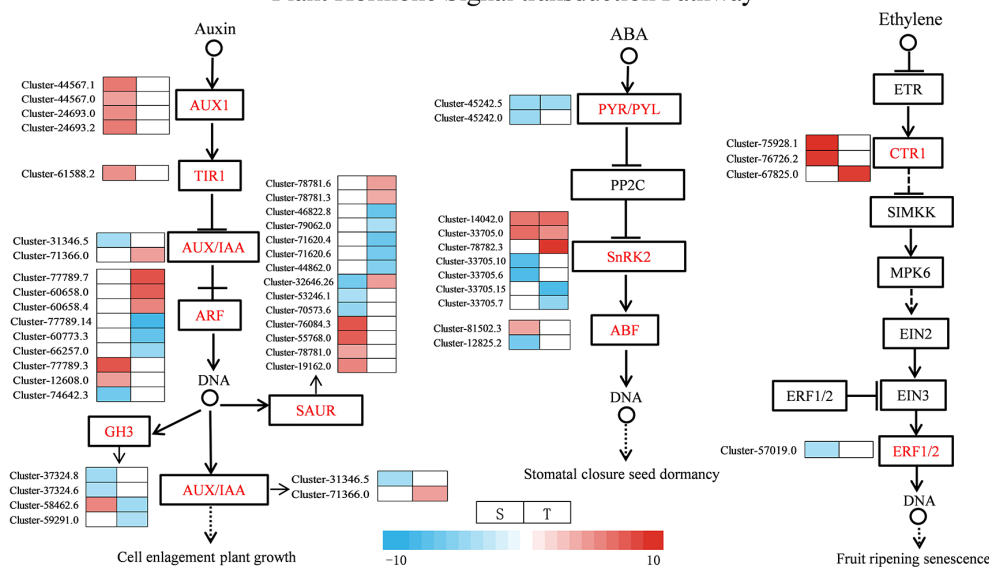 Plant Hormone Signal transduction Pathway
Auxin
Cluster-44567.1
Cluster-44567.0
Cluster-24693.0
Cluster-24693.2
AUX1
Cluster-61588.2
TIR1
Cluster-31346.5
Cluster-71366.0
AUX/IAA
Cluster-77789.7
Cluster-60658.0
Cluster-60658.4
Cluster-77789.14
Cluster-60773.3
Cluster-66257.0
Cluster-77789.3
Cluster-12608.0
Cluster-74642.3
ARF
DNA
Cluster-78781.6
Cluster-78781.3
Cluster-46822.8
Cluster-79062.0
Cluster-71620.4
Cluster-71620.6
Cluster-44862.0
Cluster-32646.26
Cluster-53246.1
Cluster-70573.6
Cluster-76084.3
Cluster-55768.0
Cluster-78781.0
Cluster-19162.0
SAUR
GH3
Cluster-37324.8
Cluster-37324.6
Cluster-58462.6
Cluster-59291.0
AUX/IAA
Cluster-31346.5
Cluster-71366.0
Cell enlagement plant growth
ABA
Cluster-45242.5
Cluster-45242.0
PYR/PYL
PP2C
Cluster-14042.0
Cluster-33705.0
Cluster-78782.3
Cluster-33705.10
Cluster-33705.6
Cluster-33705.15
Cluster-33705.7
SnRK2
Cluster-81502.3
Cluster-12825.2
ABF
DNA
Stomatal closure seed dormancy
S T
-10 10
Ethylene
ETR
Cluster-75928.1
Cluster-76726.2
Cluster-67825.0
CTR1
SIMKK
MPK6
EIN2
ERF1/2
EIN3
Cluster-57019.0
ERF1/2
DNA
Fruit ripening senescence